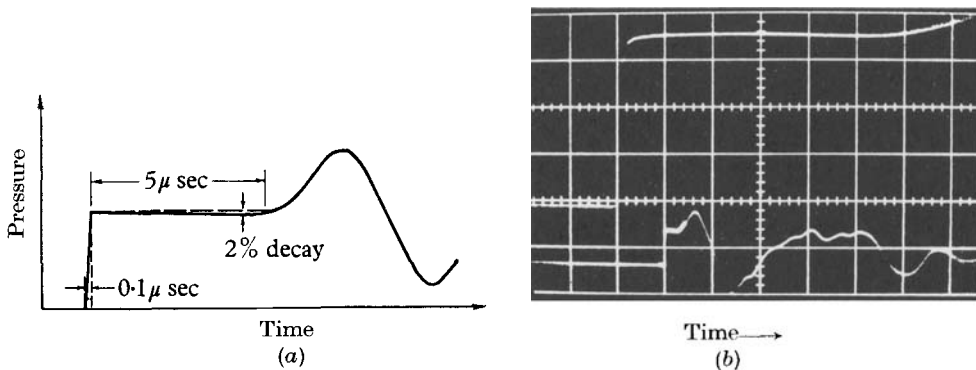 Pressure
5μ sec
2% decay
0·1μ sec
Time
(a)
Time
(b)